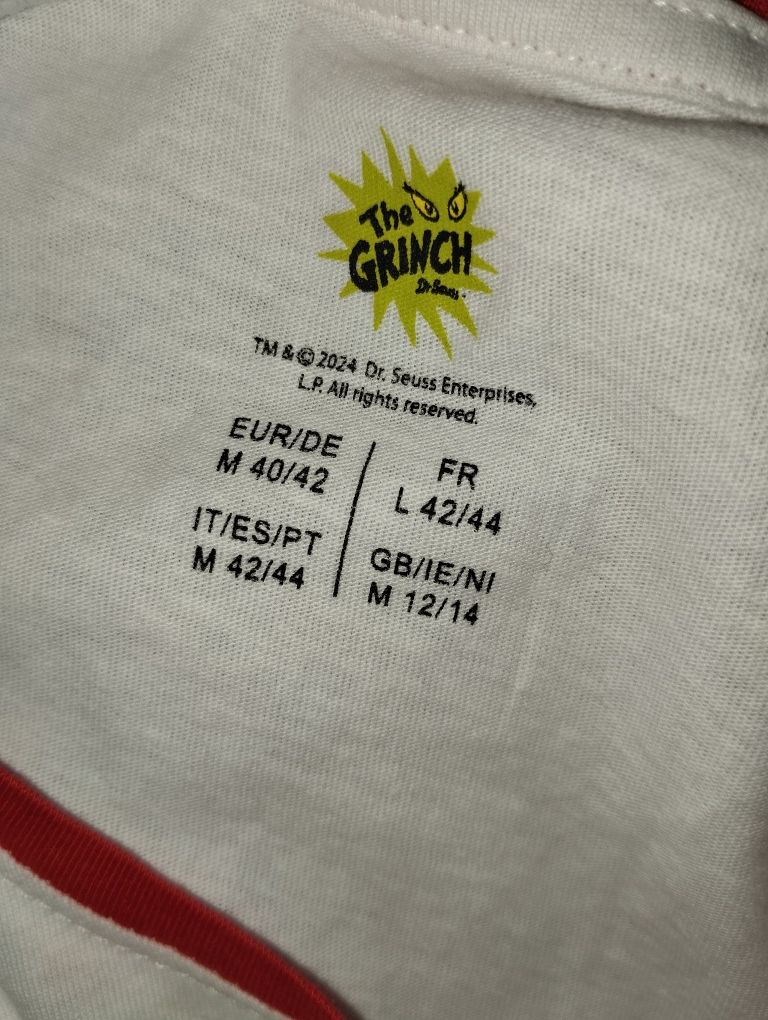 The
GRINCH
Dr. Seuss
TM & © 2024 Dr. Seuss Enterprises,
L.P. All rights reserved.
EUR/DE
M 40/42
FR
L 42/44
IT/ES/PT
M 42/44
GB/IE/NI
M 12/14